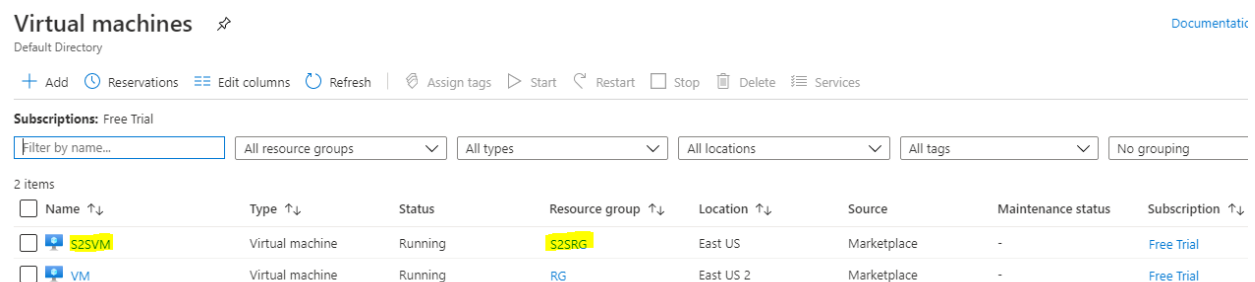 Virtual machines
Documentatio
Default Directory
Add Reservations Edit columns Refresh Assign tags Start Restart Stop Delete Services
Subscriptions: Free Trial
Filter by name... All resource groups All types All locations All tags No grouping
2 items
Name Type Status Resource group Location Source Maintenance status Subscription
S2SVM Virtual machine Running S2SRG East US Marketplace - Free Trial
VM Virtual machine Running RG East US 2 Marketplace - Free Trial